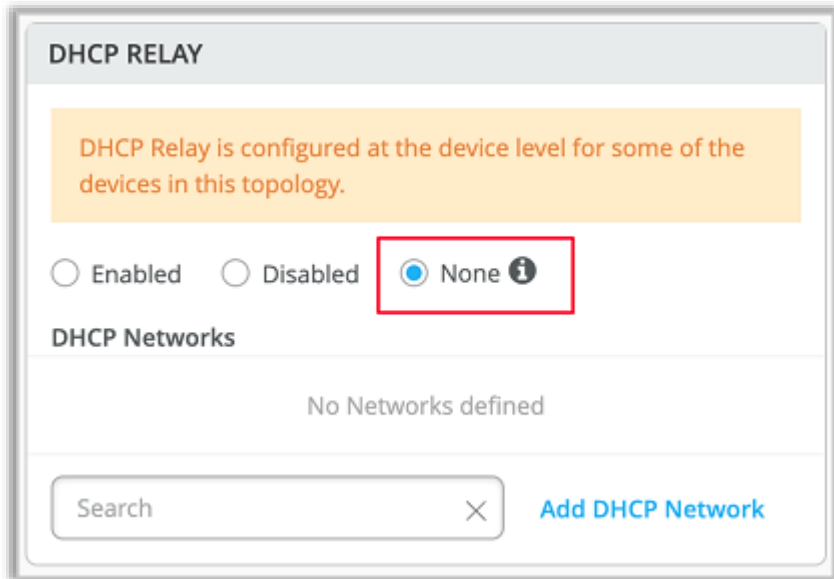 DHCP RELAY
DHCP Relay is configured at the device level for some of the
devices in this topology.
Enabled Disabled None
DHCP Networks
No Networks defined
Search Add DHCP Network